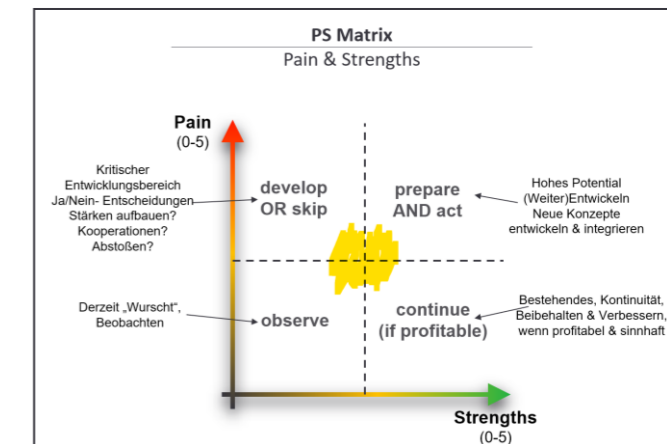 PS Matrix
Pain & Strengths
Pain
(0-5)
Kritischer
Entwicklungsbereich
Ja/Nein- Entscheidungen
Stärken aufbauen?
Kooperationen?
Abstoßen?
develop
OR skip
prepare
AND act
Hohes Potential
(Weiter)Entwickeln
Neue Konzepte
entwickeln & integrieren
Derzeit „Wurscht“,
Beobachten
observe
continue
(if profitable)
Bestehendes, Kontinuität,
Beibehalten & Verbessern,
wenn profitabel & sinnhaft
Strengths
(0-5)